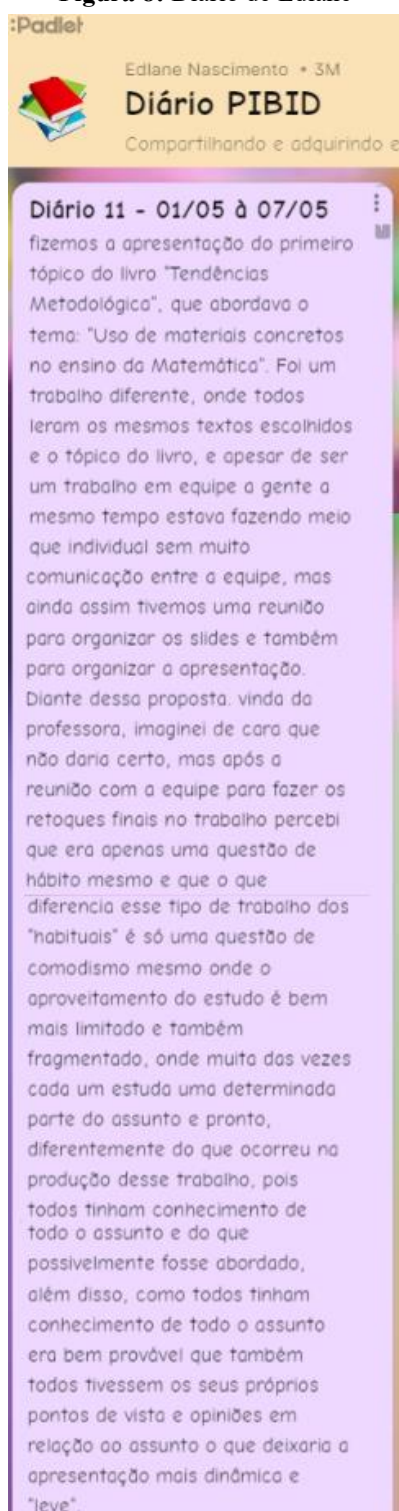 Figura 8: Diário de Edlane
:Padlet
Edlane Nascimento • 3M
Diário PIBID
Compartilhando e adquirindo e
Diário 11 - 01/05 à 07/05
fizemos a apresentação do primeiro
tópico do livro "Tendências
Metodológica", que abordava o
tema: "Uso de materiais concretos
no ensino da Matemática". Foi um
trabalho diferente, onde todos
leram os mesmos textos escolhidos
e o tópico do livro, e apesar de ser
um trabalho em equipe a gente a
mesmo tempo estava fazendo meio
que individual sem muito
comunicação entre a equipe, mas
ainda assim tivemos uma reunião
para organizar os slides e também
para organizar a apresentação.
Diante dessa proposta. vinda da
professora, imaginei de cara que
não daria certo, mas após a
reunião com a equipe para fazer os
retoques finais no trabalho percebi
que era apenas uma questão de
hábito mesmo e que o que
diferencia esse tipo de trabalho dos
"habituais" é só uma questão de
comodismo mesmo onde o
aproveitamento do estudo é bem
mais limitado e também
fragmentado, onde muita das vezes
cada um estuda uma determinada
parte do assunto e pronto,
diferentemente do que ocorreu na
produção desse trabalho, pois
todos tinham conhecimento de
todo o assunto e do que
possivelmente fosse abordado,
além disso, como todos tinham
conhecimento de todo o assunto
era bem provável que também
todos tivessem os seus próprios
pontos de vista e opiniões em
relação ao assunto o que deixaria a
apresentação mais dinâmica e
"leve"